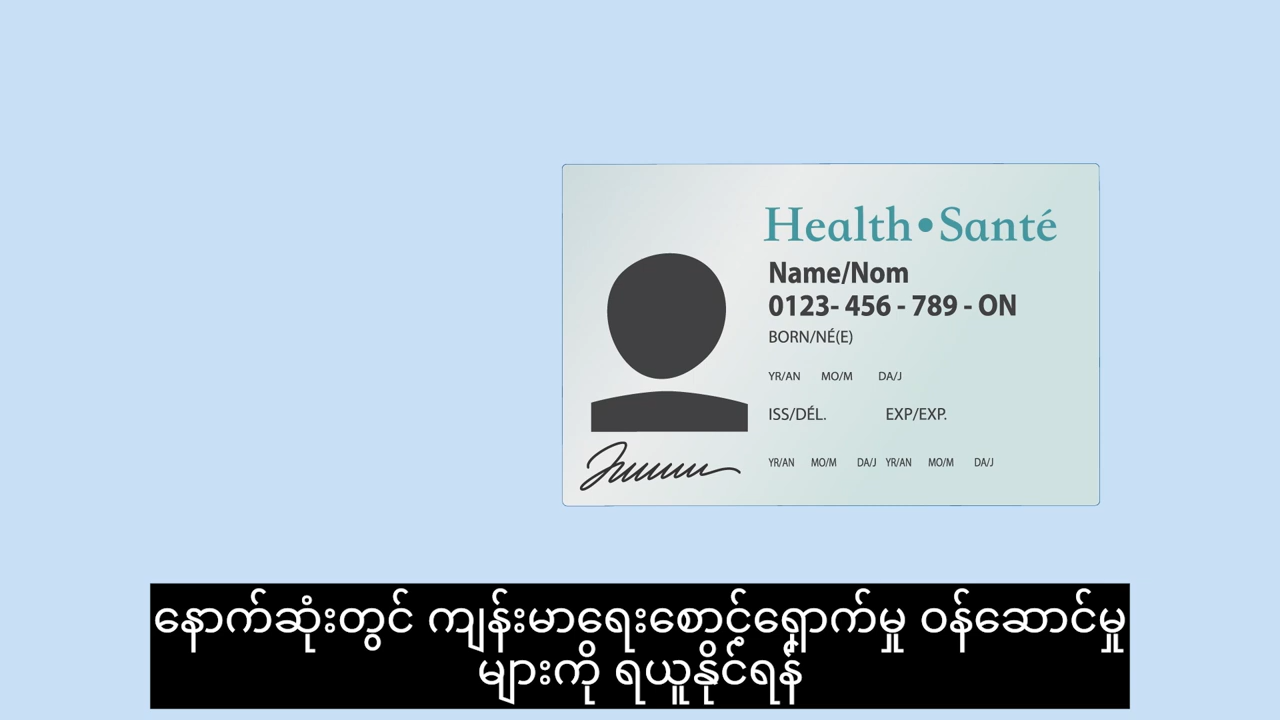 Health•Santé
Name/Nom
0123- 456 - 789 - ON
BORN/NÉ(E)
YR/AN MO/M DA/J
ISS/DÉL. EXP/EXP.
YR/AN MO/M DA/J YR/AN MO/M DA/J
နောက်ဆုံးတွင် ကျန်းမာရေးစောင့်ရှောက်မှု ဝန်ဆောင်မှု
များကို ရယူနိုင်ရန်